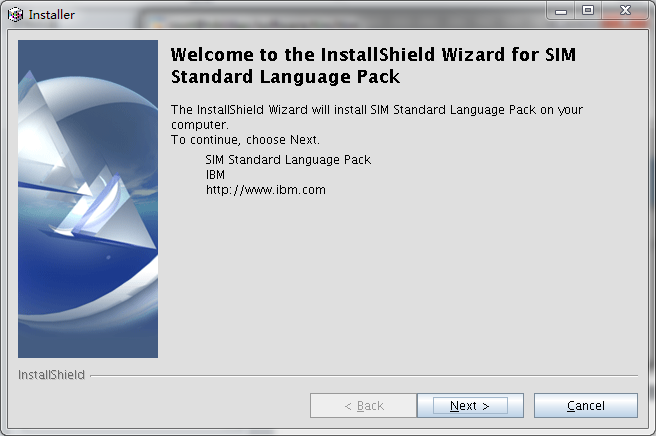 Installer
Welcome to the InstallShield Wizard for SIM
Standard Language Pack
The InstallShield Wizard will install SIM Standard Language Pack on your
computer.
To continue, choose Next.
SIM Standard Language Pack
IBM
http://www.ibm.com
InstallShield
< Back
Next >
Cancel